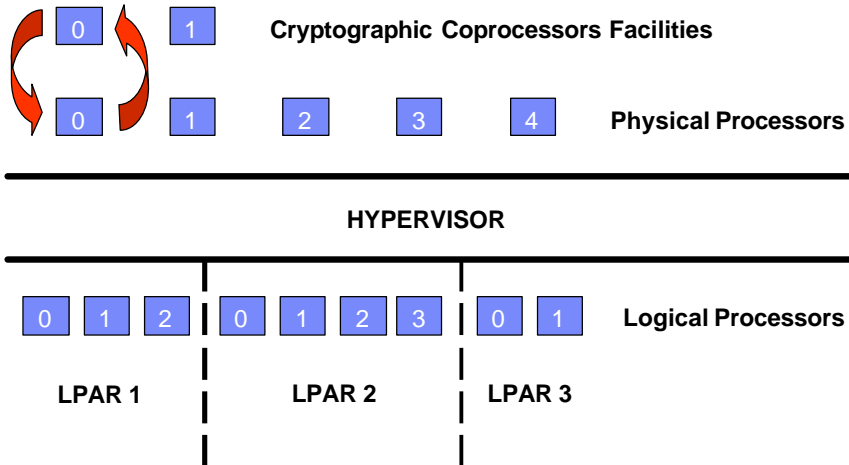 0 1 Cryptographic Coprocessors Facilities
0 1 2 3 4 Physical Processors
HYPERVISOR
0 1 2 0 1 2 3 0 1 Logical Processors
LPAR 1 LPAR 2 LPAR 3